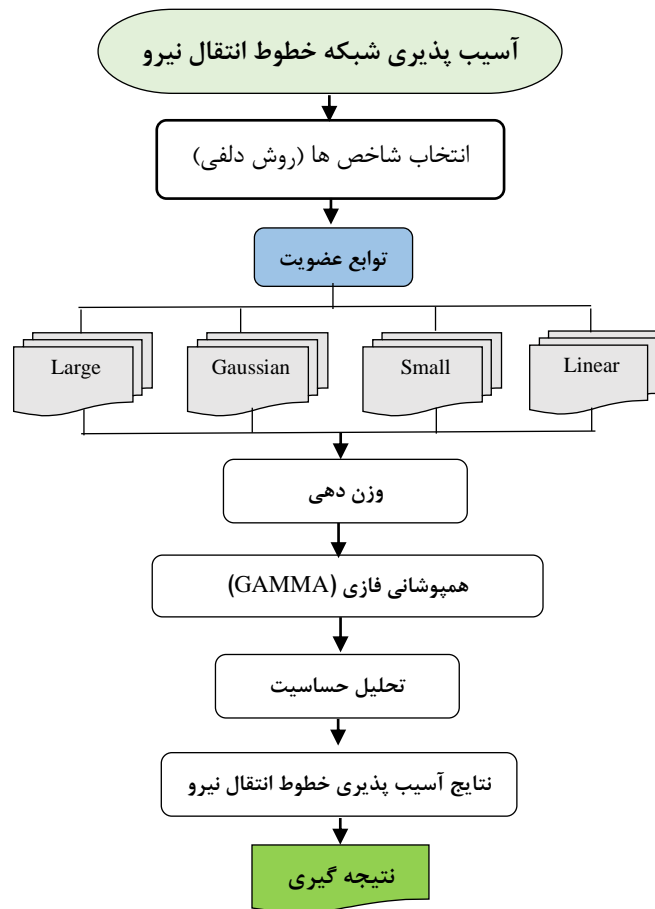 آسیب پذیری شبکه خطوط انتقال نیرو
انتخاب شاخص ها (روش دلفی)
توابع عضویت
Large
Gaussian
Small
Linear
وزن دهی
همپوشانی فازی (GAMMA)
تحلیل حساسیت
نتایج آسیب پذیری خطوط انتقال نیرو
نتیجه گیری